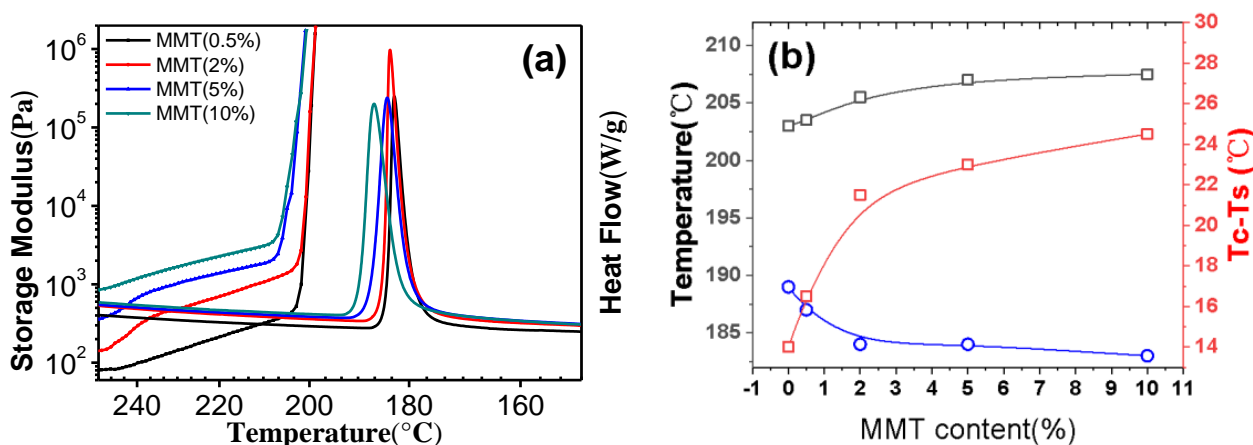 (a)
MMT(0.5%)
MMT(2%)
MMT(5%)
MMT(10%)
Storage Modulus(Pa)
10⁶
10⁵
10⁴
10³
10²
240 220 200 180 160
Temperature(°C)
Heat Flow(W/g)
(b)
Temperature(℃)
210
205
200
195
190
185
-1 0 1 2 3 4 5 6 7 8 9 10 11
MMT content(%)
30
28
26
24
22
20
18
16
14
Tc-Ts (℃)